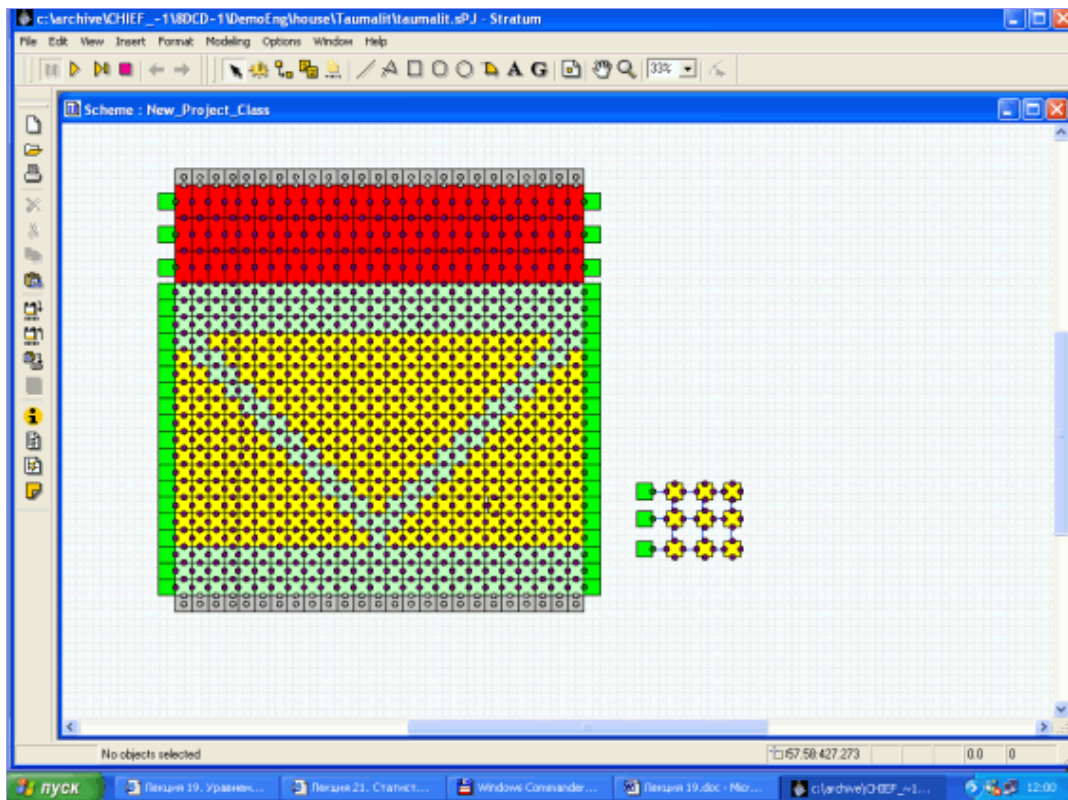 c:\archive\CHIEF_~1\8DCD-1\DemoEng\house\Taumalit\taumalit.sPJ - Stratum
File Edit View Insert Format Modeling Options Window Help
A G 33%
Scheme : New_Project_Class
No objects selected 157.58:427.273 0.0 0
пуск Лекция 19. Уравнен... Лекция 21. Статист... Windows Commander... Лекция 19.doc - Micr... c:\archive\CHIEF_~1... 12:00